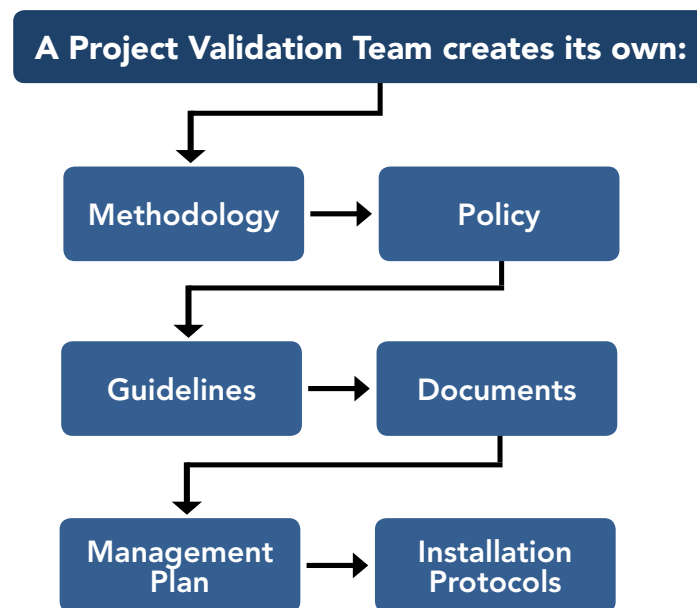 A Project Validation Team creates its own:
Methodology
Policy
Guidelines
Documents
Management
Plan
Installation
Protocols